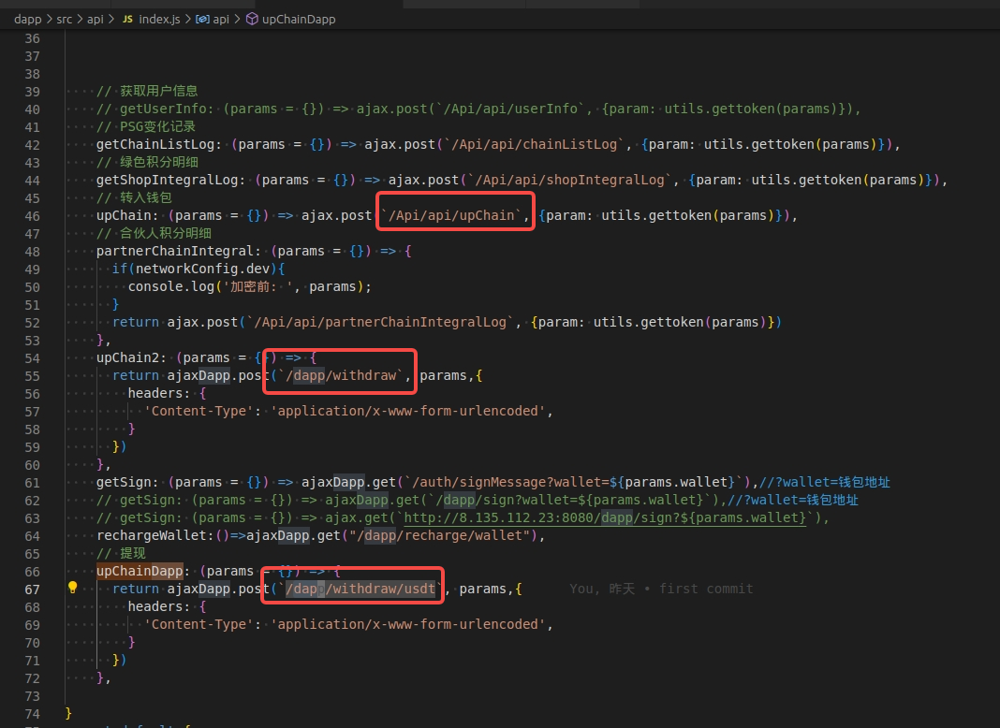 dapp > src > api > JS index.js > api > upChainDapp
36
37
38
39 // 获取用户信息
40 // getUserInfo: (params = {}) => ajax.post(`/Api/api/userInfo`, {param: utils.gettoken(params)}),
41 // PSG变化记录
42 getChainListLog: (params = {}) => ajax.post(`/Api/api/chainListLog`, {param: utils.gettoken(params)}),
43 // 绿色积分明细
44 getShopIntegralLog: (params = {}) => ajax.post(`/Api/api/shopIntegralLog`, {param: utils.gettoken(params)}),
45 // 转入钱包
46 upChain: (params = {}) => ajax.post(`/Api/api/upChain`, {param: utils.gettoken(params)}),
47 // 合伙人积分明细
48 partnerChainIntegral: (params = {}) => {
49 if(networkConfig.dev){
50 console.log('加密前: ', params);
51 }
52 return ajax.post(`/Api/api/partnerChainIntegralLog`, {param: utils.gettoken(params)})
53 },
54 upChain2: (params = {}) => {
55 return ajaxDapp.post(`/dapp/withdraw`, params,{
56 headers: {
57 'Content-Type': 'application/x-www-form-urlencoded',
58 }
59 })
60 },
61 getSign: (params = {}) => ajaxDapp.get(`/auth/signMessage?wallet=${params.wallet}`),//?wallet=钱包地址
62 // getSign: (params = {}) => ajaxDapp.get(`/dapp/sign?wallet=${params.wallet}`),//?wallet=钱包地址
63 // getSign: (params = {}) => ajax.get(`http://8.135.112.23:8080/dapp/sign?${params.wallet}`),
64 rechargeWallet:()=>ajaxDapp.get("/dapp/recharge/wallet"),
65 // 提现
66 upChainDapp: (params = {}) => {
67 return ajaxDapp.post(`/dapp/withdraw/usdt`, params,{ You, 昨天 • first commit
68 headers: {
69 'Content-Type': 'application/x-www-form-urlencoded',
70 }
71 })
72 },
73
74 }